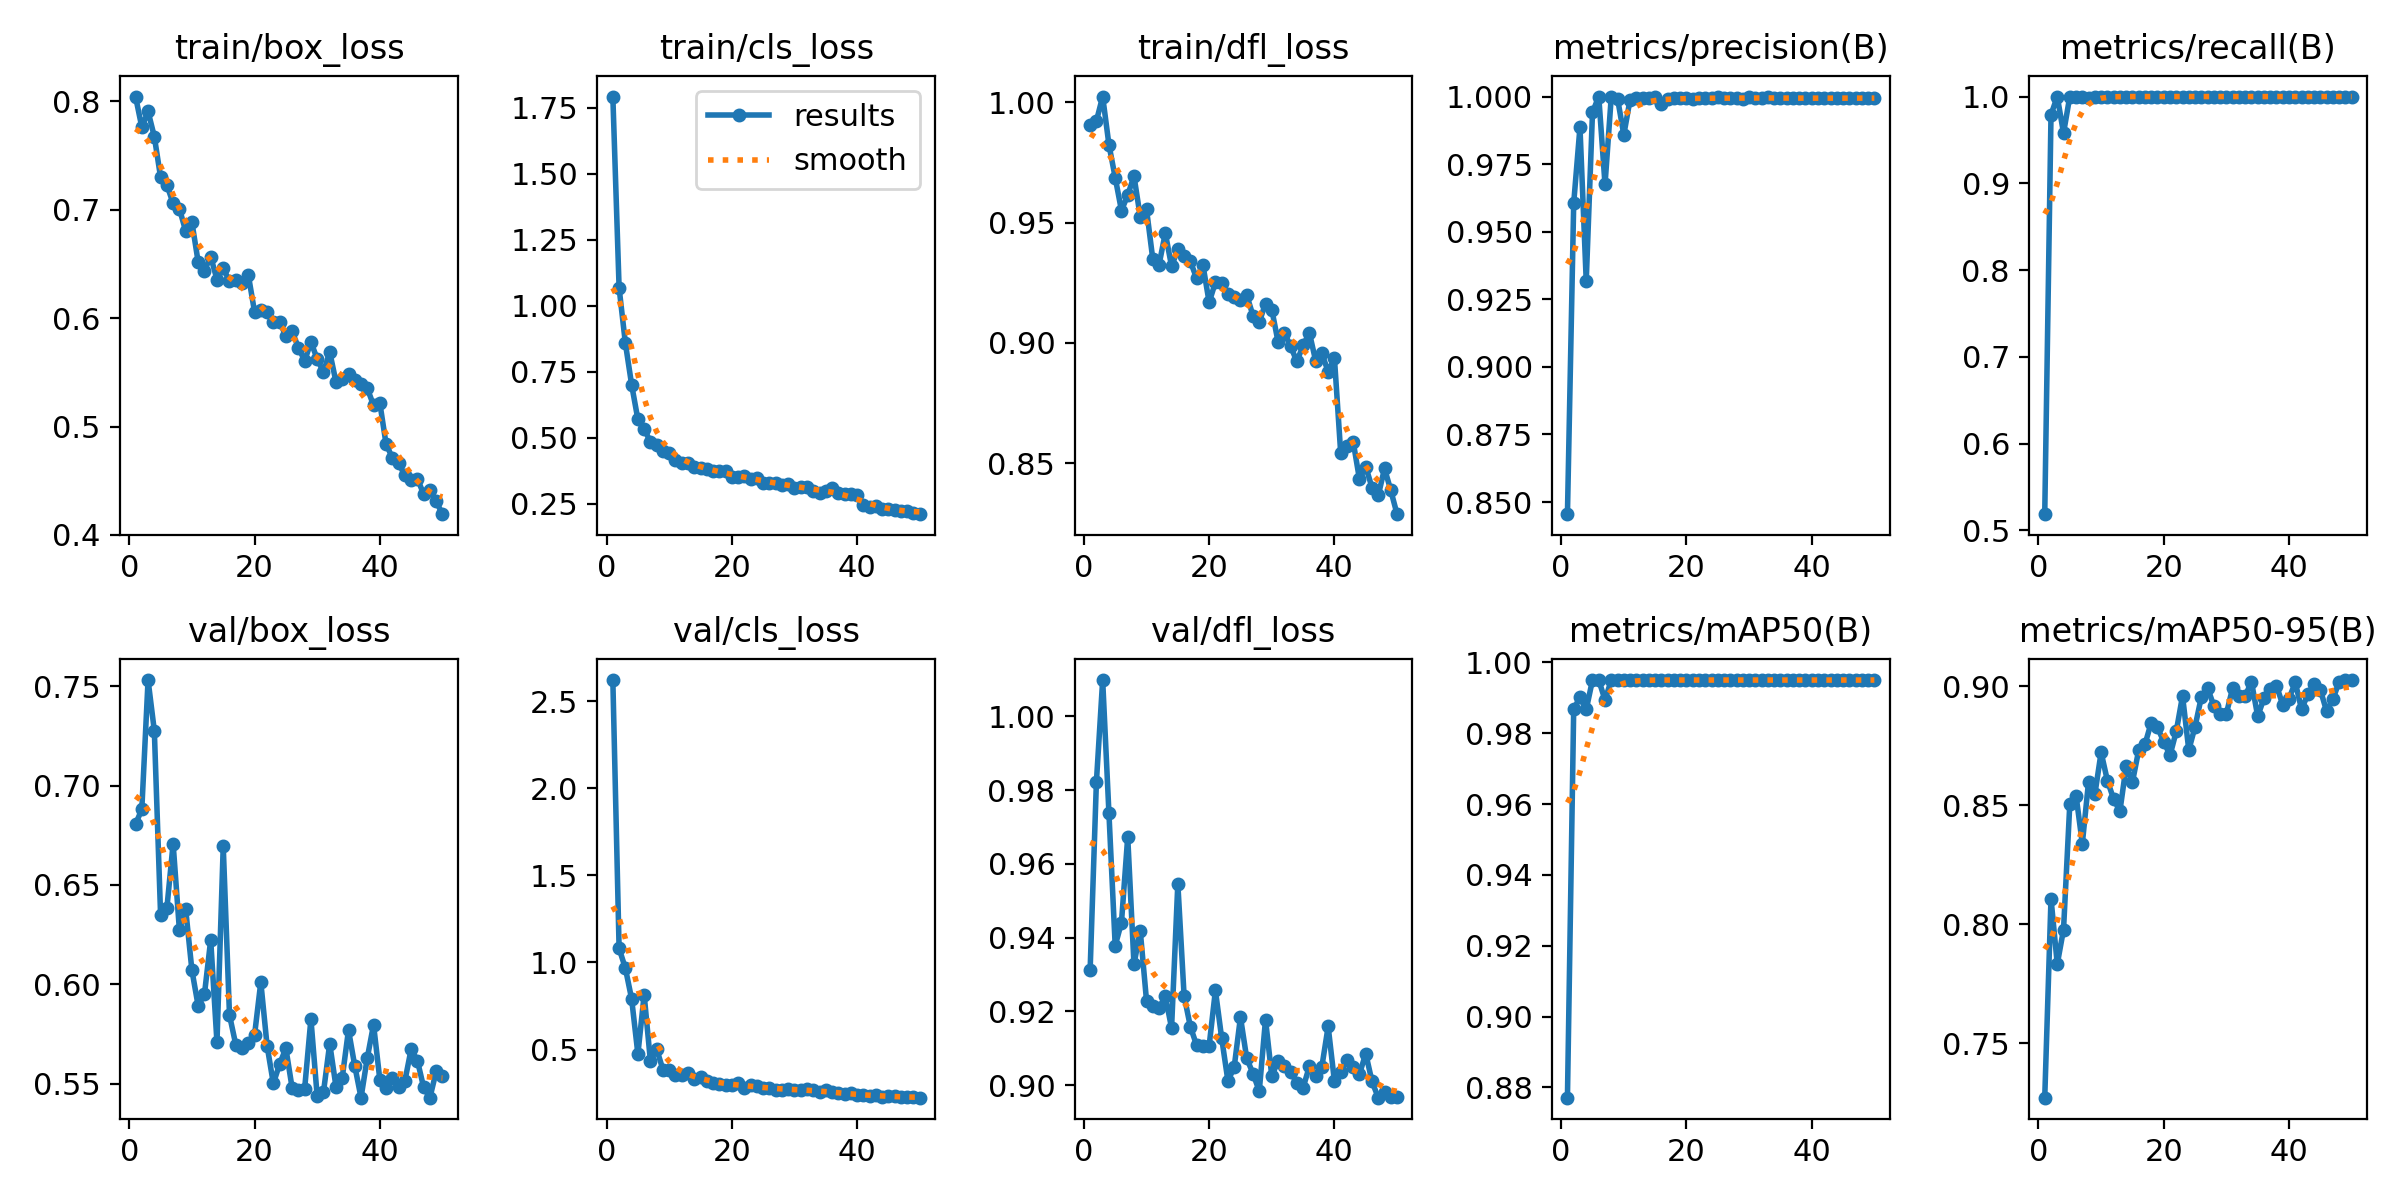 train/box_loss
0.8
0.7
0.6
0.5
0.4
0 20 40
train/cls_loss
results
smooth
1.75
1.50
1.25
1.00
0.75
0.50
0.25
0 20 40
train/dfl_loss
1.00
0.95
0.90
0.85
0 20 40
metrics/precision(B)
1.000
0.975
0.950
0.925
0.900
0.875
0.850
0 20 40
metrics/recall(B)
1.0
0.9
0.8
0.7
0.6
0.5
0 20 40
val/box_loss
0.75
0.70
0.65
0.60
0.55
0 20 40
val/cls_loss
2.5
2.0
1.5
1.0
0.5
0 20 40
val/dfl_loss
1.00
0.98
0.96
0.94
0.92
0.90
0 20 40
metrics/mAP50(B)
1.00
0.98
0.96
0.94
0.92
0.90
0.88
0 20 40
metrics/mAP50-95(B)
0.90
0.85
0.80
0.75
0 20 40